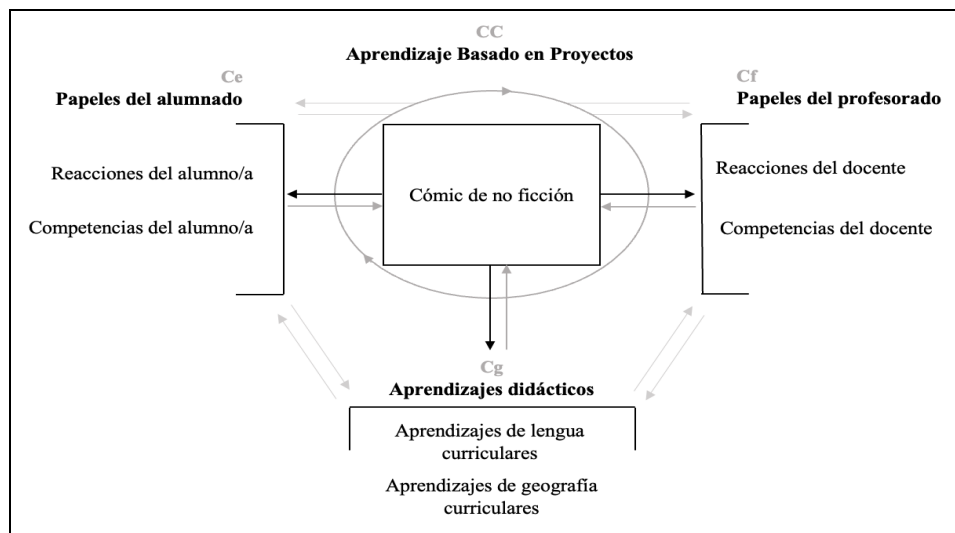 CC
Aprendizaje Basado en Proyectos
Ce
Papeles del alumnado
Cf
Papeles del profesorado
Reacciones del alumno/a
Competencias del alumno/a
Cómic de no ficción
Reacciones del docente
Competencias del docente
Cg
Aprendizajes didácticos
Aprendizajes de lengua
curriculares
Aprendizajes de geografía
curriculares